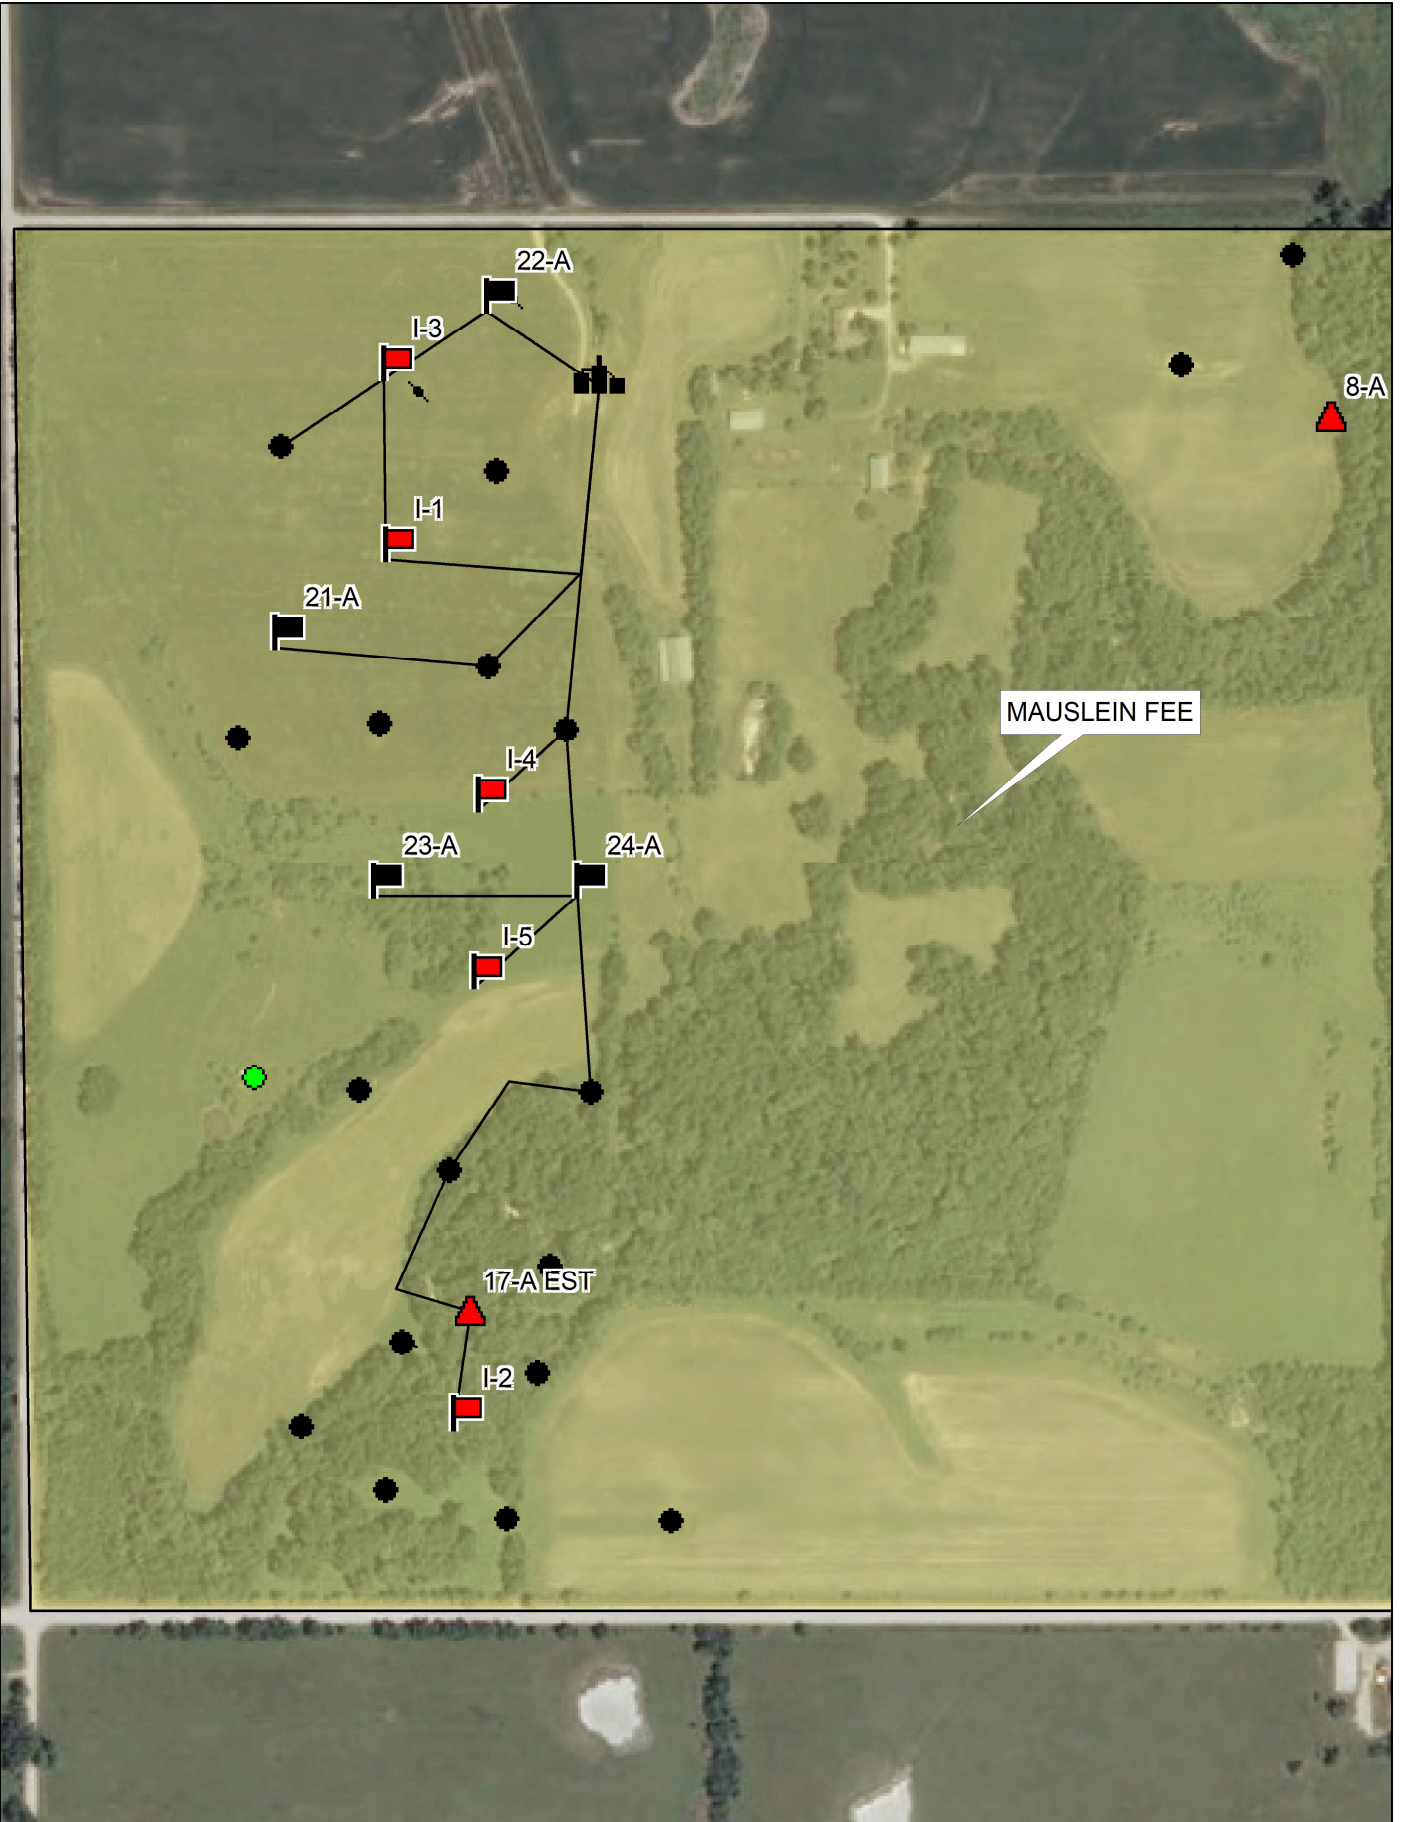 22-A
I-3
8-A
I-1
21-A
MAUSLEIN FEE
I-4
23-A
24-A
I-5
17-A EST
I-2